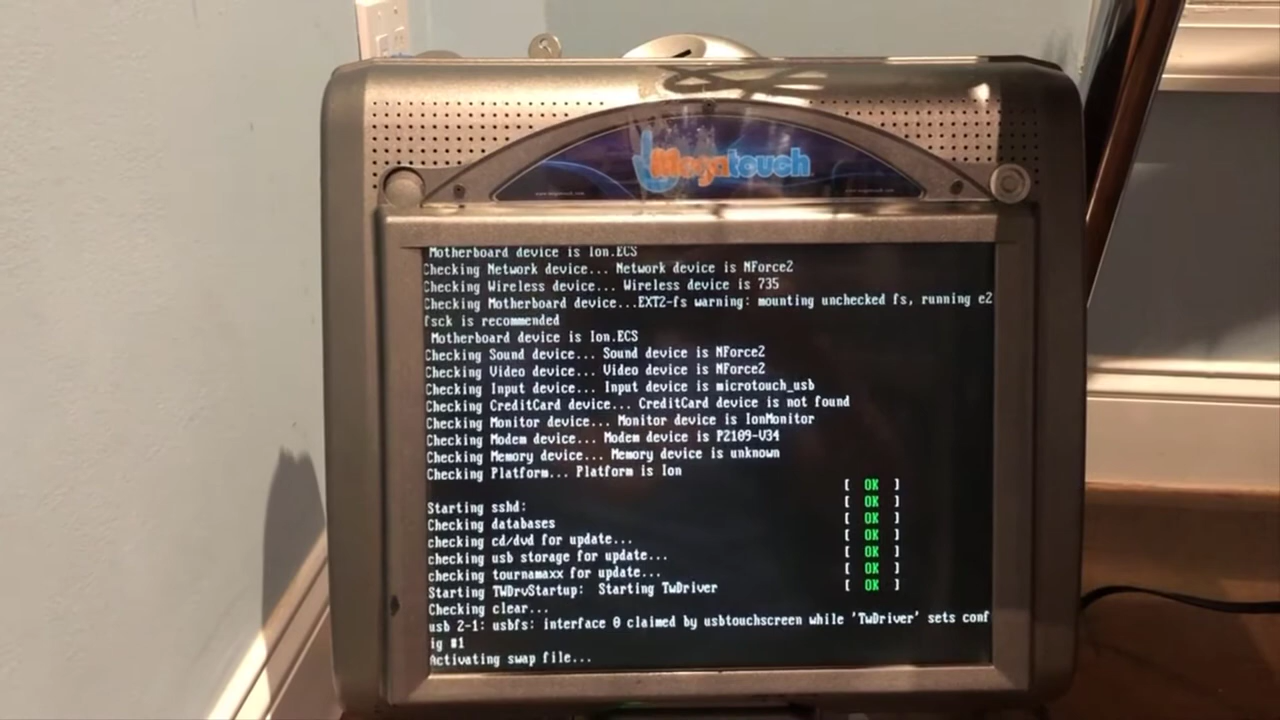 Megatouch
www.megatouch.com
www.megatouch.com
Motherboard device is Ion.ECS
Checking Network device... Network device is NForce2
Checking Wireless device... Wireless device is 735
Checking Motherboard device...EXT2-fs warning: mounting unchecked fs, running e2
fsck is recommended
Motherboard device is Ion.ECS
Checking Sound device... Sound device is NForce2
Checking Video device... Video device is NForce2
Checking Input device... Input device is microtouch_usb
Checking CreditCard device... CreditCard device is not found
Checking Monitor device... Monitor device is IonMonitor
Checking Modem device... Modem device is P2109-V34
Checking Memory device... Memory device is unknown
Checking Platform... Platform is Ion
[ OK ]
Starting sshd: [ OK ]
Checking databases [ OK ]
checking cd/dvd for update... [ OK ]
checking usb storage for update... [ OK ]
checking tournamaxx for update... [ OK ]
Starting TWDrvStartup: Starting TwDriver [ OK ]
Checking clear...
usb 2-1: usbfs: interface 0 claimed by usbtouchscreen while 'TwDriver' sets conf
ig #1
Activating swap file...